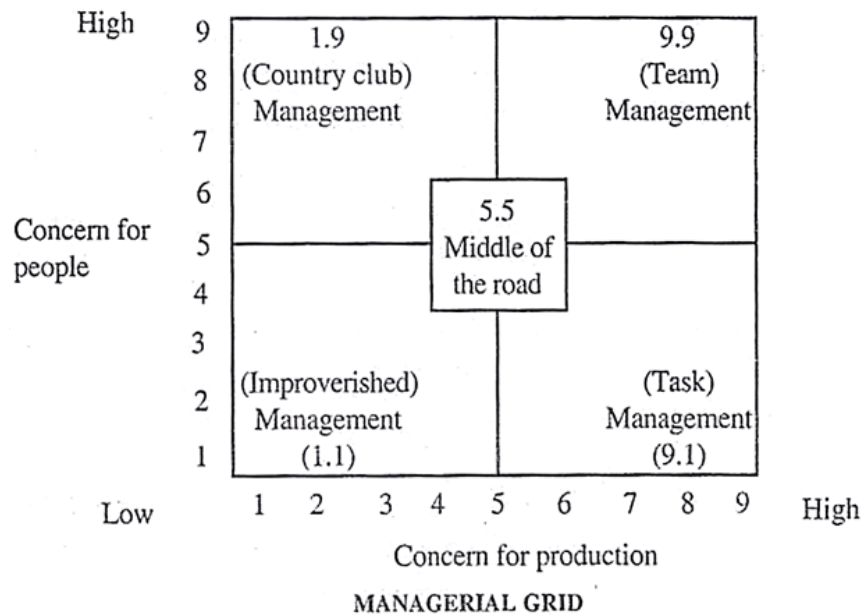 High
9
1.9
9.9
8
(Country club)
(Team)
Management
Management
7
6
5.5
Concern for
people
5
Middle of
the road
4
3
(Improverished)
(Task)
2
Management
Management
1
(1.1)
(9.1)
Low
1 2 3 4 5 6 7 8 9
High
Concern for production
MANAGERIAL GRID